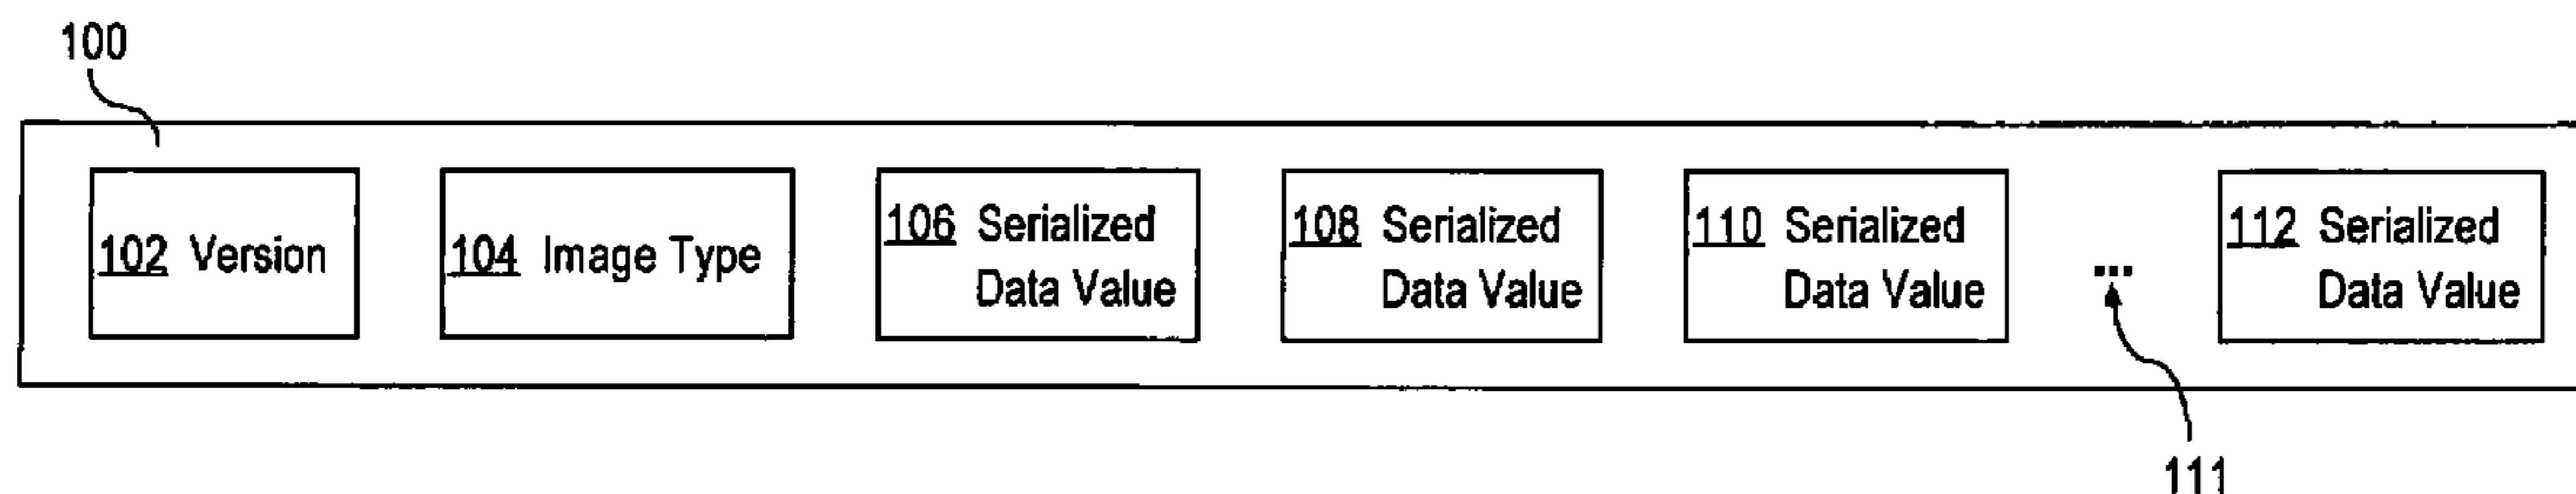 100
102 Version
104 Image Type
106 Serialized
Data Value
108 Serialized
Data Value
110 Serialized
Data Value
...
112 Serialized
Data Value
111